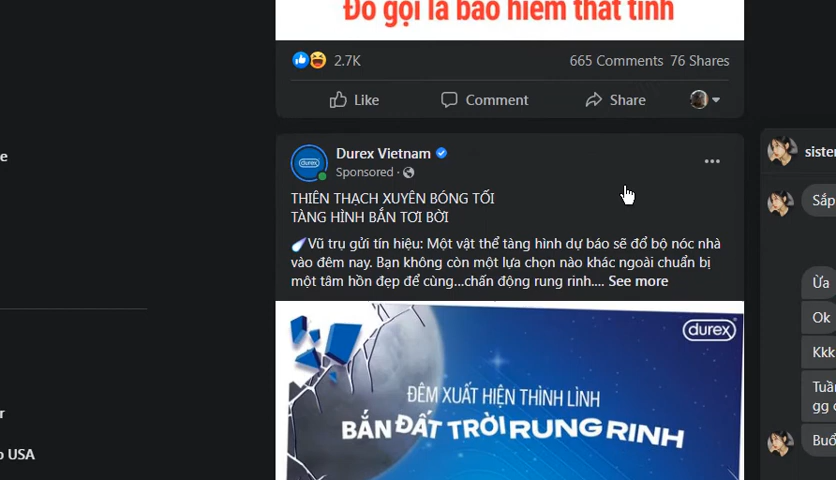 Đó gọi là bảo hiểm thất tình
2.7K
665 Comments 76 Shares
Like
Comment
Share
e
Durex Vietnam
Sponsored ·
durex
THIÊN THẠCH XUYÊN BÓNG TỐI
TÀNG HÌNH BẮN TƠI BỜI
Vũ trụ gửi tín hiệu: Một vật thể tàng hình dự báo sẽ đổ bộ nóc nhà
vào đêm nay. Bạn không còn một lựa chọn nào khác ngoài chuẩn bị
một tâm hồn đẹp để cùng...chấn động rung rinh.... See more
durex
ĐÊM XUẤT HIỆN THÌNH LÌNH
BẮN ĐẤT TRỜI RUNG RINH
r
USA
sister
Sắp
Ừa
Ok
Kkk
Tuần
gg
Buổ